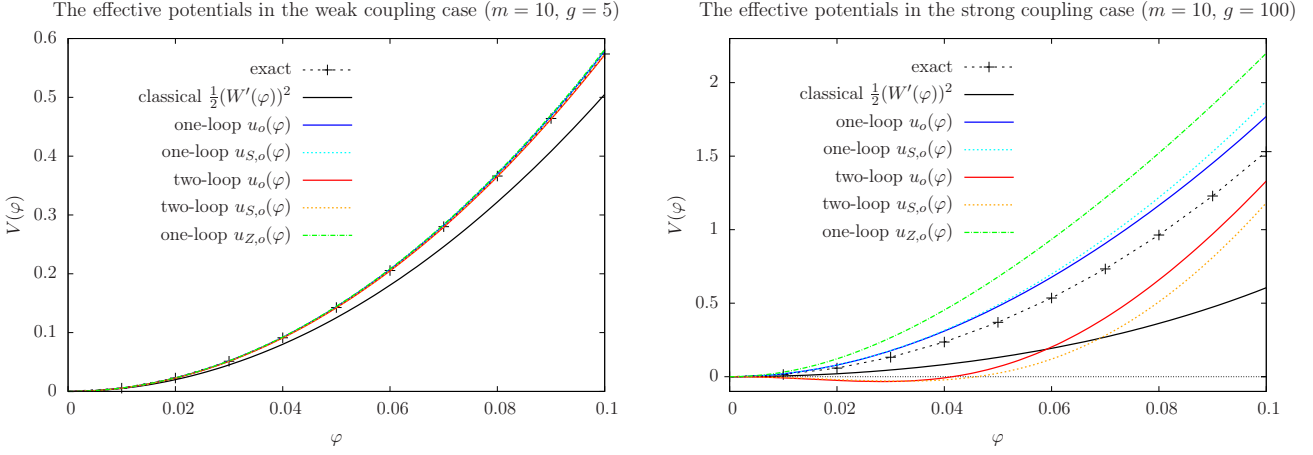 The effective potentials in the weak coupling case (m = 10, g = 5)
0.6
0.5
0.4
0.3
0.2
0.1
0
V(φ)
exact
classical ½(W′(φ))²
one-loop uₒ(φ)
one-loop u_{S,o}(φ)
two-loop uₒ(φ)
two-loop u_{S,o}(φ)
one-loop u_{Z,o}(φ)
0 0.02 0.04 0.06 0.08 0.1
φ
The effective potentials in the strong coupling case (m = 10, g = 100)
2
1.5
1
0.5
0
V(φ)
exact
classical ½(W′(φ))²
one-loop uₒ(φ)
one-loop u_{S,o}(φ)
two-loop uₒ(φ)
two-loop u_{S,o}(φ)
one-loop u_{Z,o}(φ)
0 0.02 0.04 0.06 0.08 0.1
φ